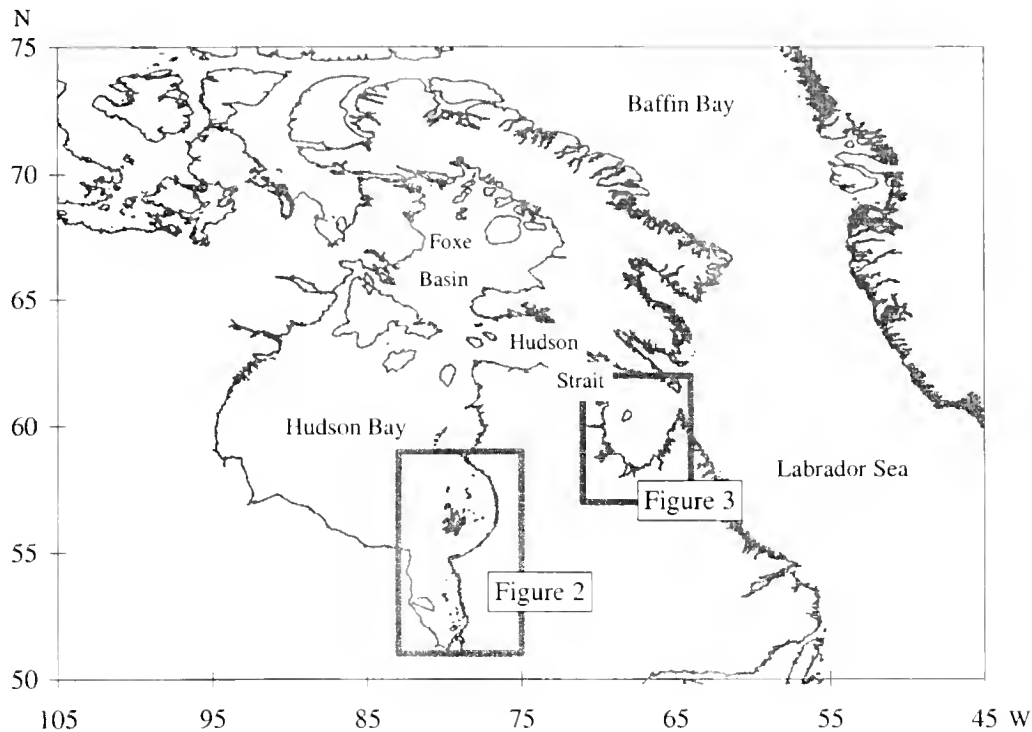 N
75
Baffin Bay
70
Foxe
Basin
65
Hudson
Strait
60
Hudson Bay
Labrador Sea
Figure 3
55
Figure 2
50
105 95 85 75 65 55 45 W